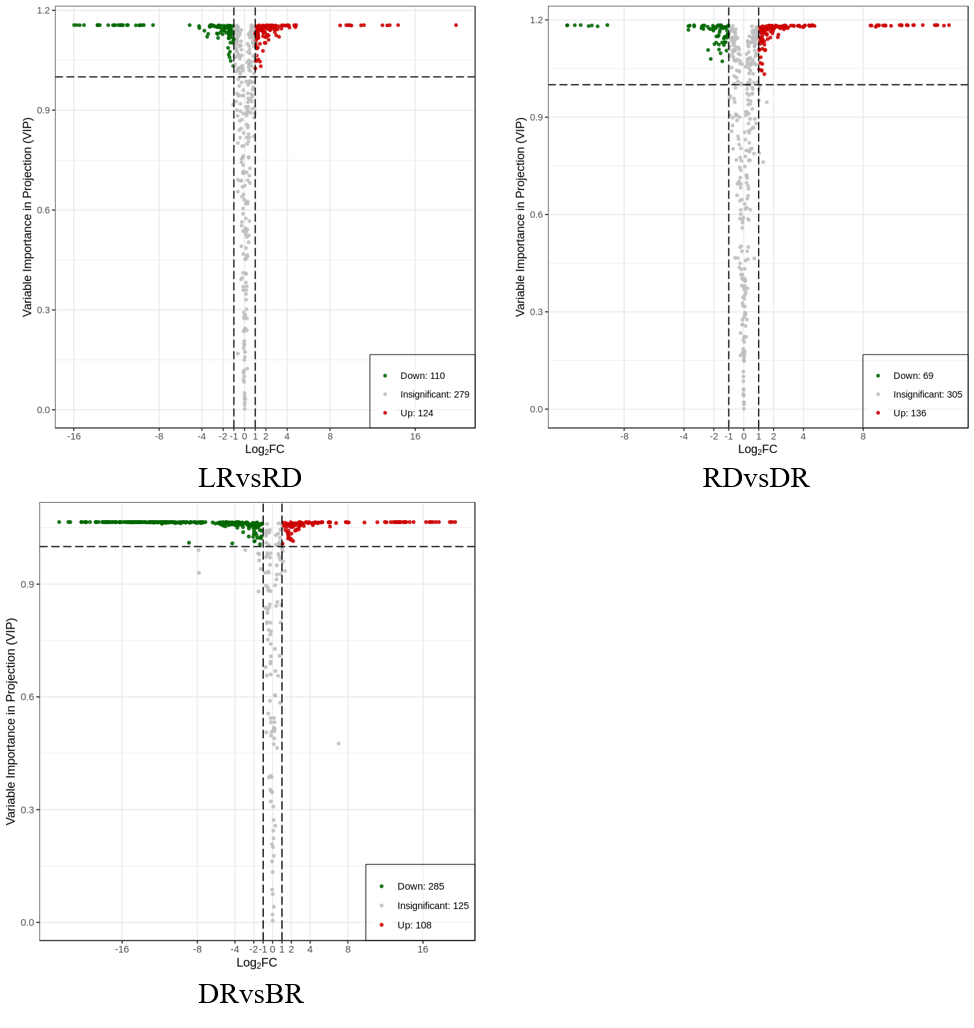 1.2
0.9
0.6
0.3
0.0
Variable Importance in Projection (VIP)
-16 -8 -4 -2 -1 0 1 2 4 8 16
Log₂FC
Down: 110
Insignificant: 279
Up: 124
LRvsRD
1.2
0.9
0.6
0.3
0.0
Variable Importance in Projection (VIP)
-8 -4 -2 -1 0 1 2 4 8
Log₂FC
Down: 69
Insignificant: 305
Up: 136
RDvsDR
0.9
0.6
0.3
0.0
Variable Importance in Projection (VIP)
-16 -8 -4 -2 -1 0 1 2 4 8 16
Log₂FC
Down: 285
Insignificant: 125
Up: 108
DRvsBR